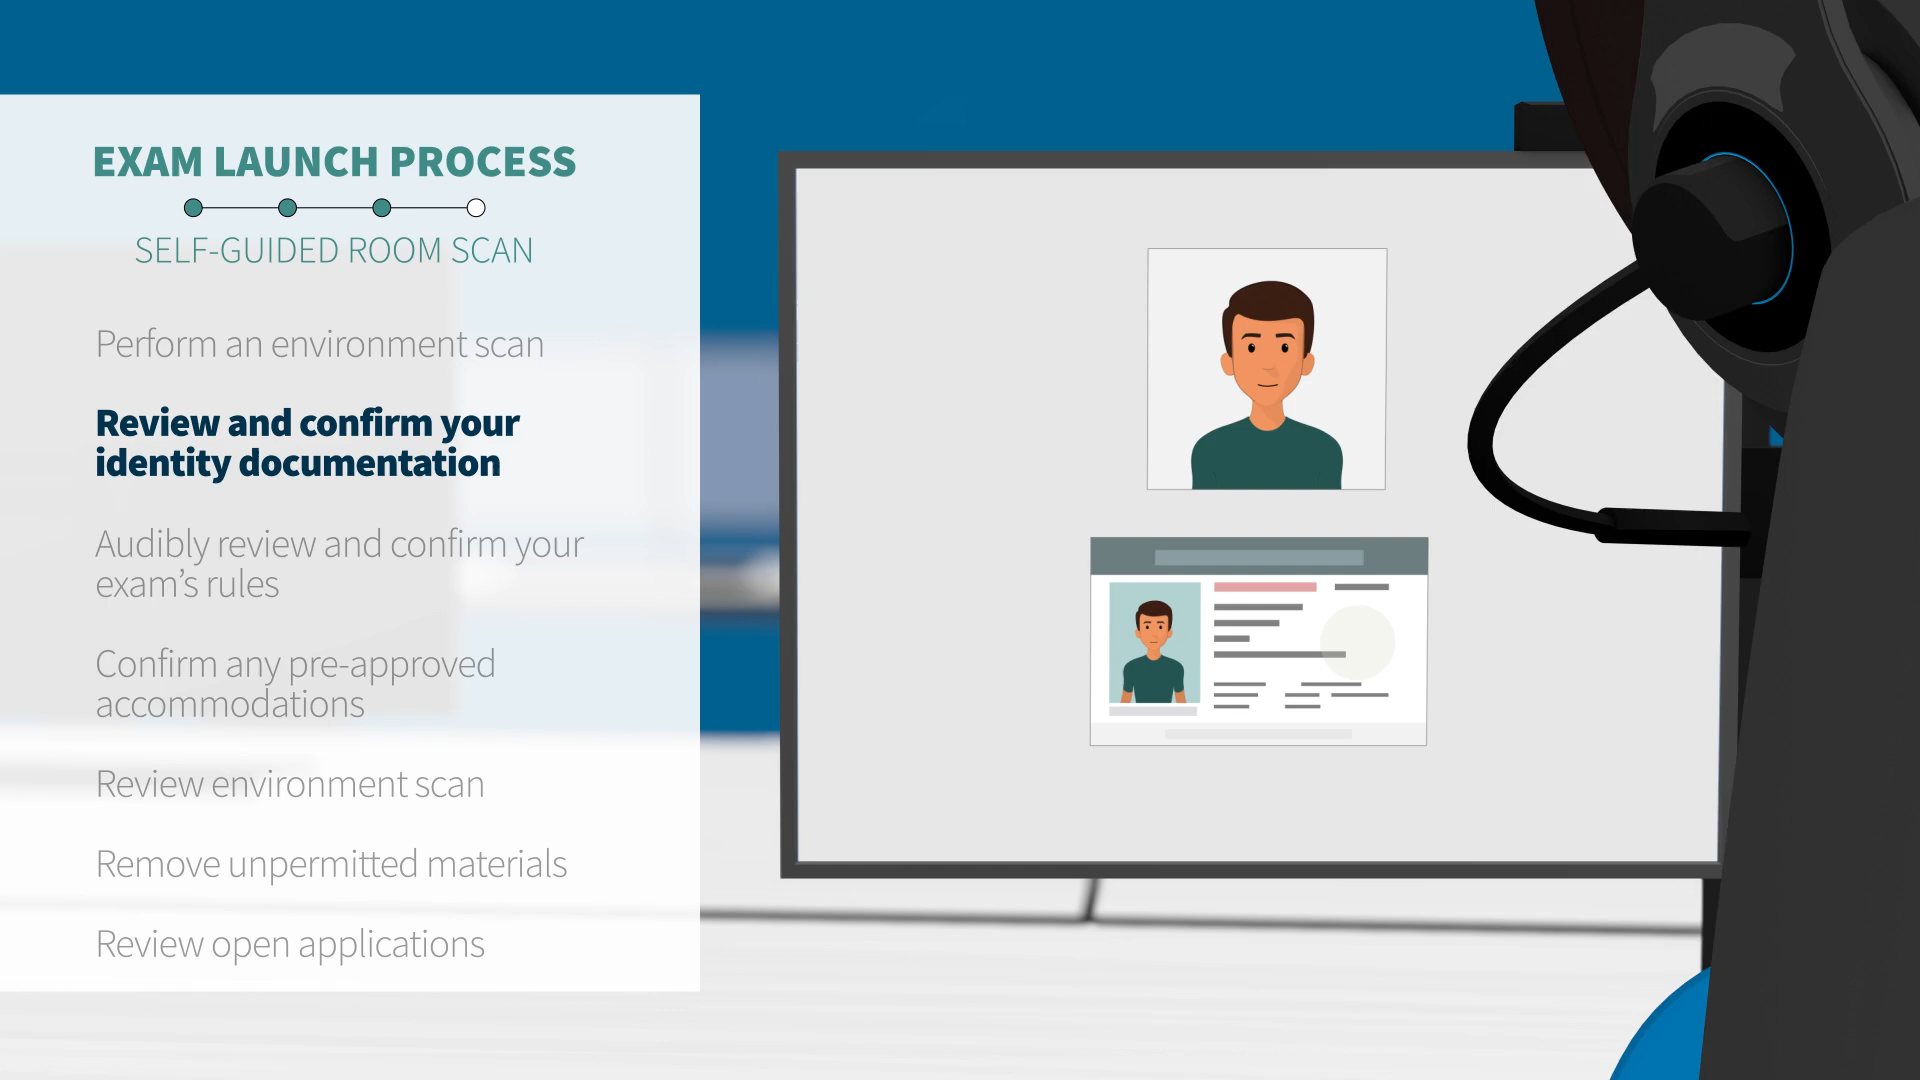 EXAM LAUNCH PROCESS
SELF-GUIDED ROOM SCAN
Perform an environment scan
Review and confirm your
identity documentation
Audibly review and confirm your
exam’s rules
Confirm any pre-approved
accommodations
Review environment scan
Remove unpermitted materials
Review open applications